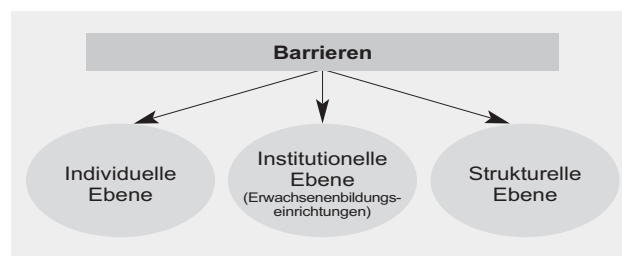 Barrieren
Individuelle
Ebene
Institutionelle
Ebene
(Erwachsenenbildungs-
einrichtungen)
Strukturelle
Ebene